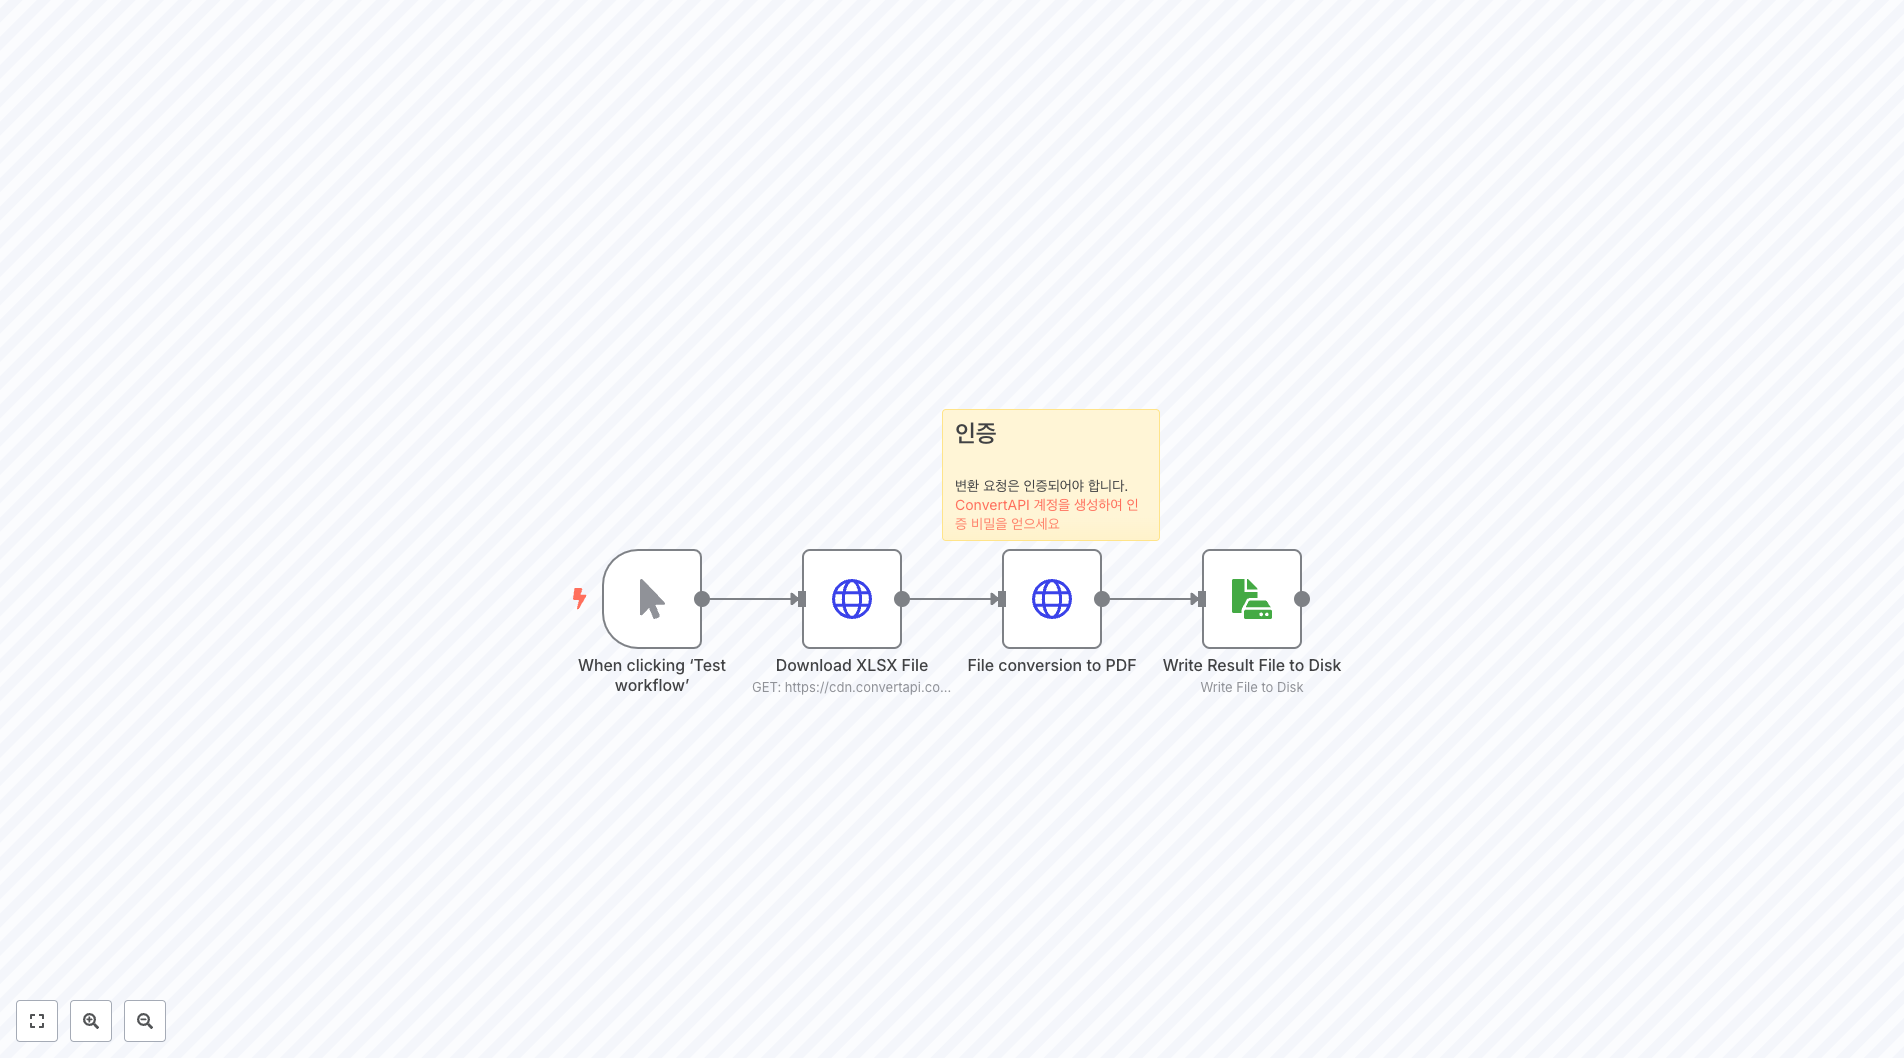 인증
변환 요청은 인증되어야 합니다.
ConvertAPI 계정을 생성하여 인
증 비밀을 얻으세요
When clicking ‘Test
workflow’
Download XLSX File
GET: https://cdn.convertapi.co...
File conversion to PDF
Write Result File to Disk
Write File to Disk